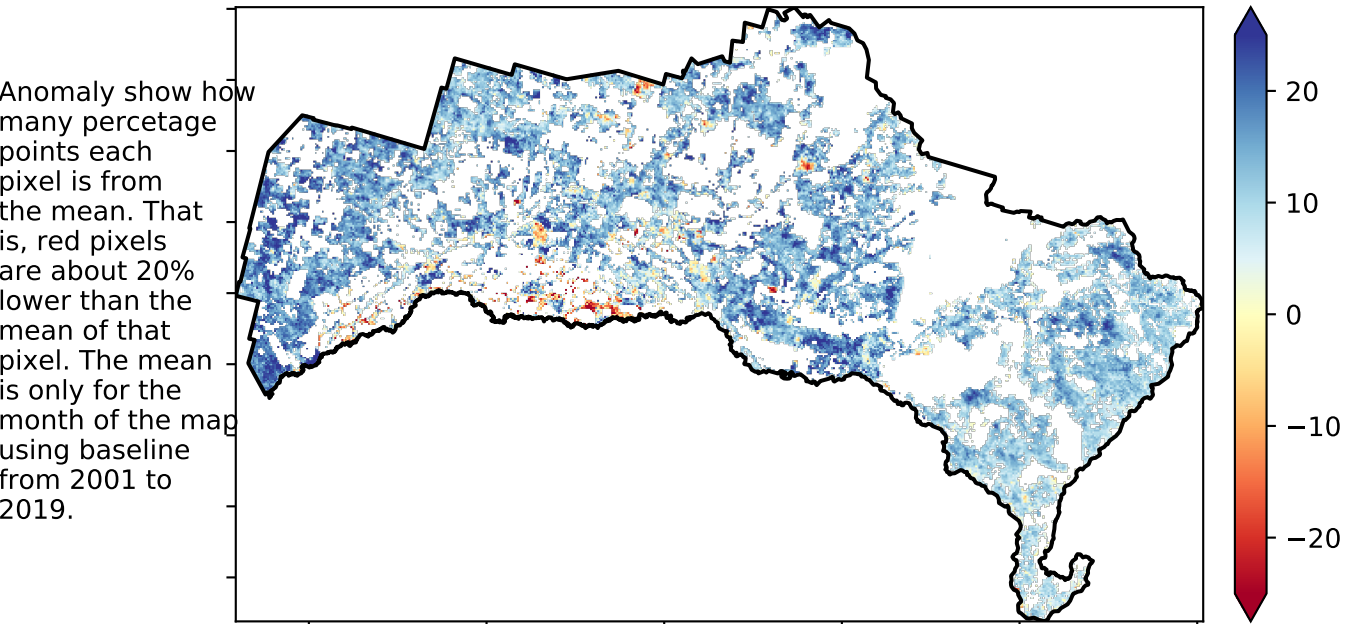 Anomaly show how
many percetage
points each
pixel is from
the mean. That
is, red pixels
are about 20%
lower than the
mean of that
pixel. The mean
is only for the
month of the map
using baseline
from 2001 to
2019.
20
10
0
−10
−20